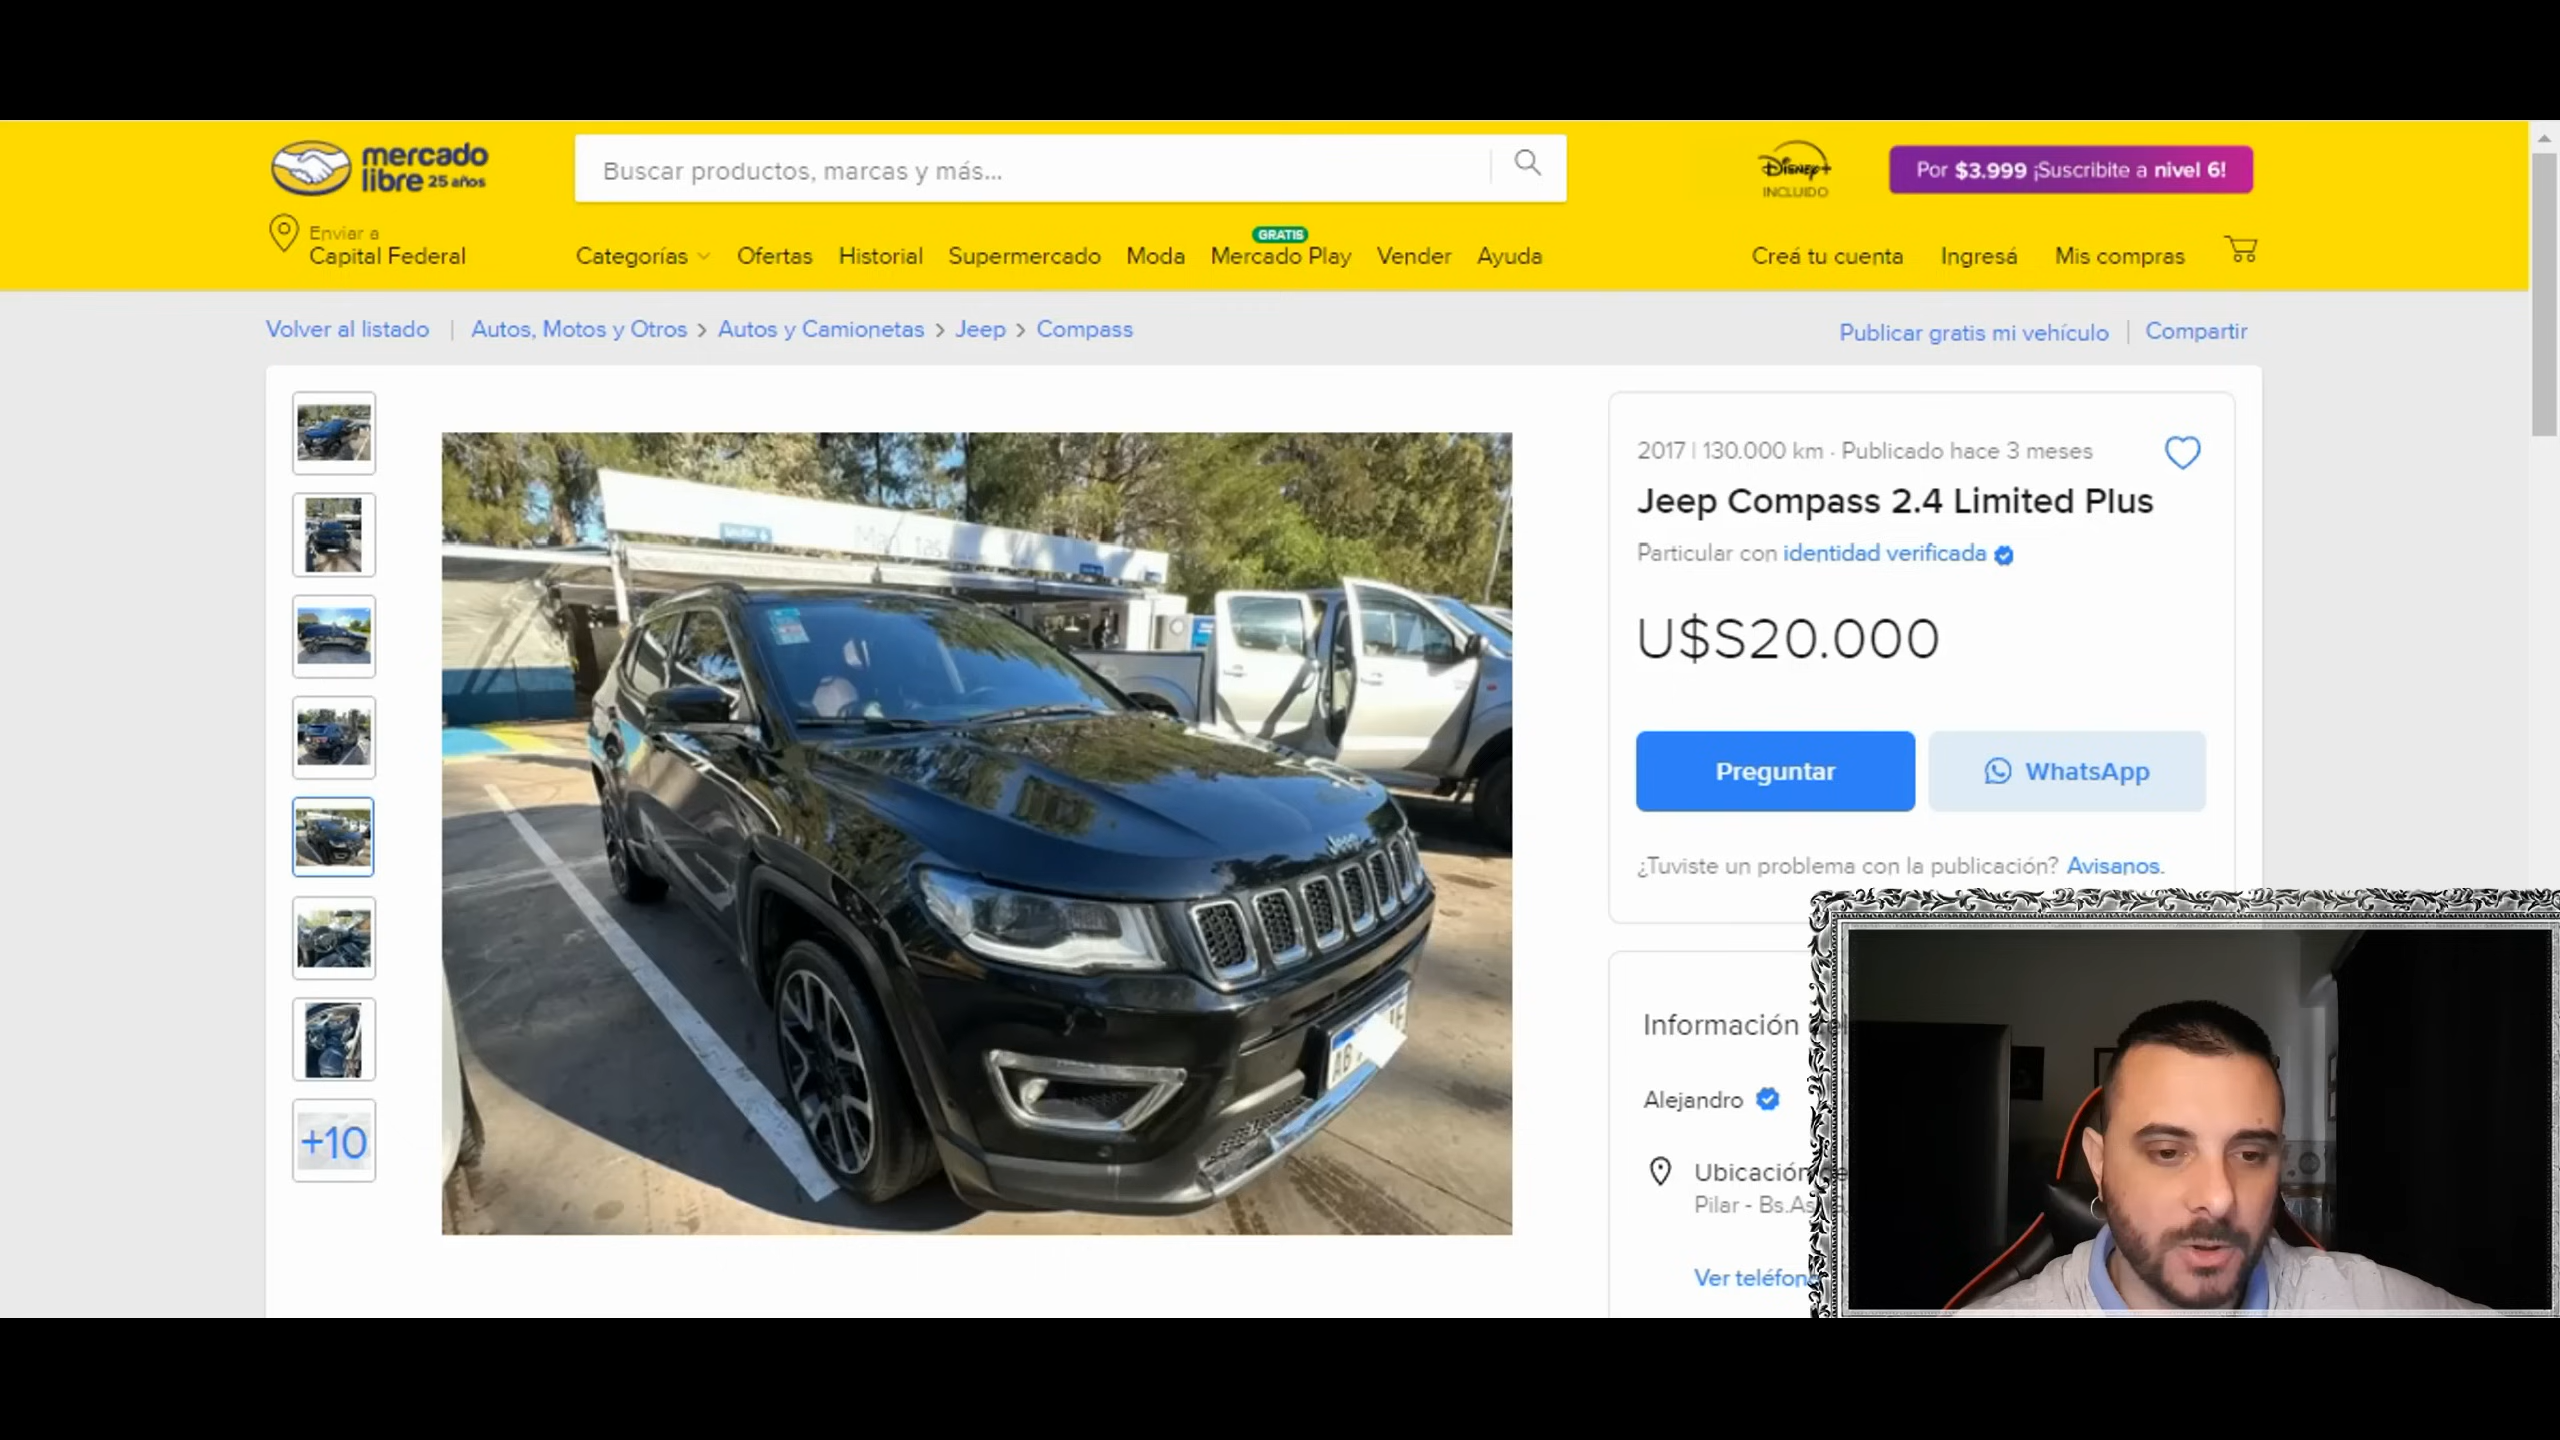 mercado
libre 25 años
Buscar productos, marcas y más...
Disney+
INCLUIDO
Por $3.999 ¡Suscribite a nivel 6!
Enviar a
Capital Federal
Categorías
Ofertas
Historial
Supermercado
Moda
GRATIS
Mercado Play
Vender
Ayuda
Creá tu cuenta
Ingresá
Mis compras
Volver al listado | Autos, Motos y Otros > Autos y Camionetas > Jeep > Compass
Publicar gratis mi vehículo | Compartir
2017 | 130.000 km · Publicado hace 3 meses
Jeep Compass 2.4 Limited Plus
Particular con identidad verificada
U$S20.000
Preguntar
WhatsApp
¿Tuviste un problema con la publicación? Avisanos.
Información
Alejandro
Ubicación
Pilar - Bs.As.
Ver teléfono
+10
Jeep
AB